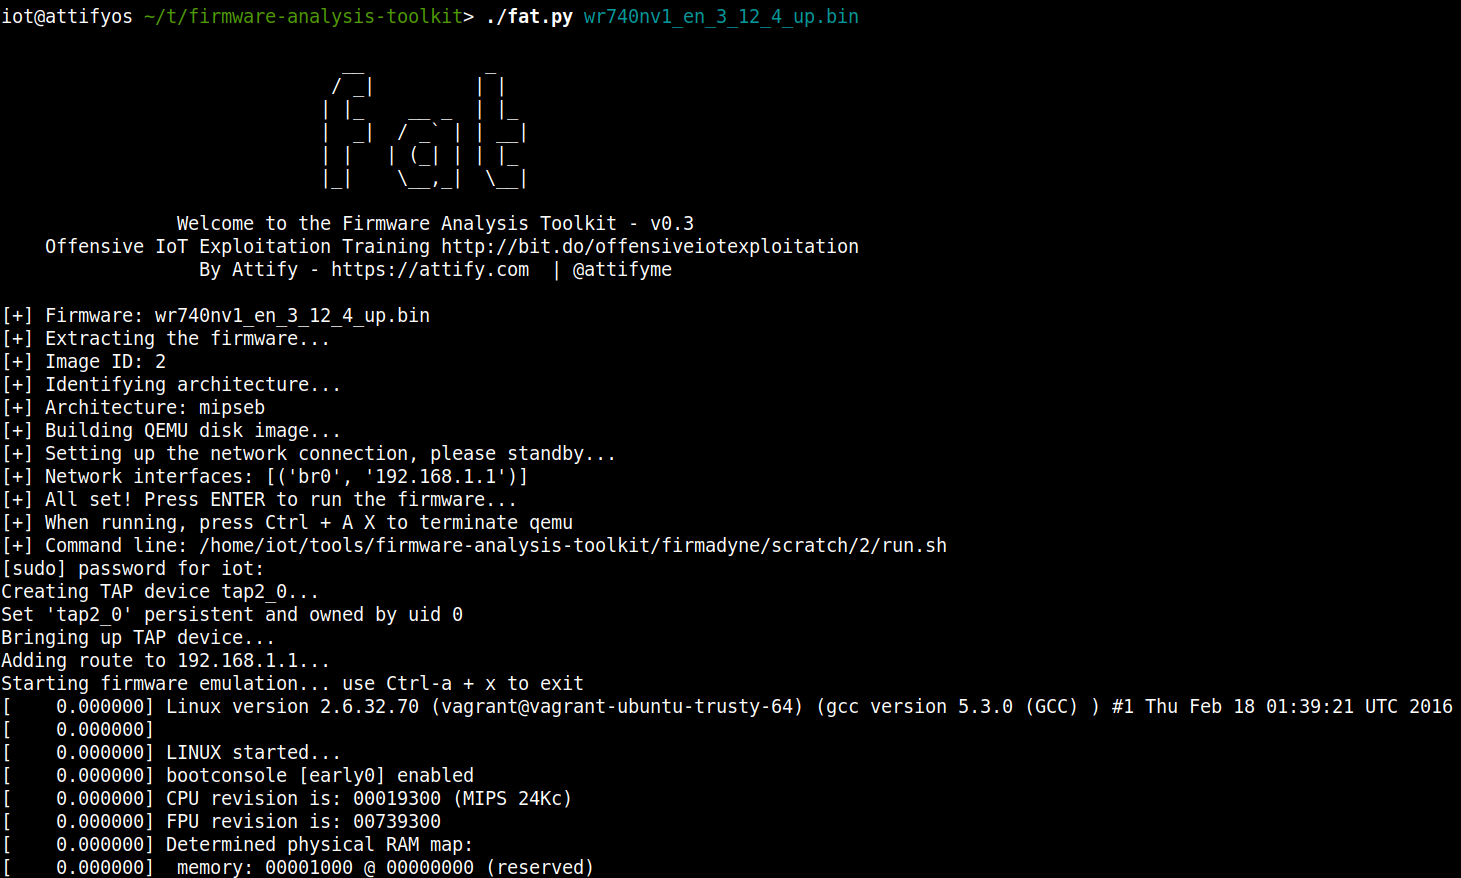 iot@attifyos ~/t/firmware-analysis-toolkit> ./fat.py wr740nv1_en_3_12_4_up.bin
                               __           _
                              / _|         | |
                             | |_    __ _  | |_
                             |  _|  / _` | | __|
                             | |   | (_| | | |_
                             |_|    \__,_|  \__|
                Welcome to the Firmware Analysis Toolkit - v0.3
    Offensive IoT Exploitation Training http://bit.do/offensiveiotexploitation
                  By Attify - https://attify.com  | @attifyme
[+] Firmware: wr740nv1_en_3_12_4_up.bin
[+] Extracting the firmware...
[+] Image ID: 2
[+] Identifying architecture...
[+] Architecture: mipseb
[+] Building QEMU disk image...
[+] Setting up the network connection, please standby...
[+] Network interfaces: [('br0', '192.168.1.1')]
[+] All set! Press ENTER to run the firmware...
[+] When running, press Ctrl + A X to terminate qemu
[+] Command line: /home/iot/tools/firmware-analysis-toolkit/firmadyne/scratch/2/run.sh
[sudo] password for iot:
Creating TAP device tap2_0...
Set 'tap2_0' persistent and owned by uid 0
Bringing up TAP device...
Adding route to 192.168.1.1...
Starting firmware emulation... use Ctrl-a + x to exit
[    0.000000] Linux version 2.6.32.70 (vagrant@vagrant-ubuntu-trusty-64) (gcc version 5.3.0 (GCC) ) #1 Thu Feb 18 01:39:21 UTC 2016
[    0.000000]
[    0.000000] LINUX started...
[    0.000000] bootconsole [early0] enabled
[    0.000000] CPU revision is: 00019300 (MIPS 24Kc)
[    0.000000] FPU revision is: 00739300
[    0.000000] Determined physical RAM map:
[    0.000000]  memory: 00001000 @ 00000000 (reserved)